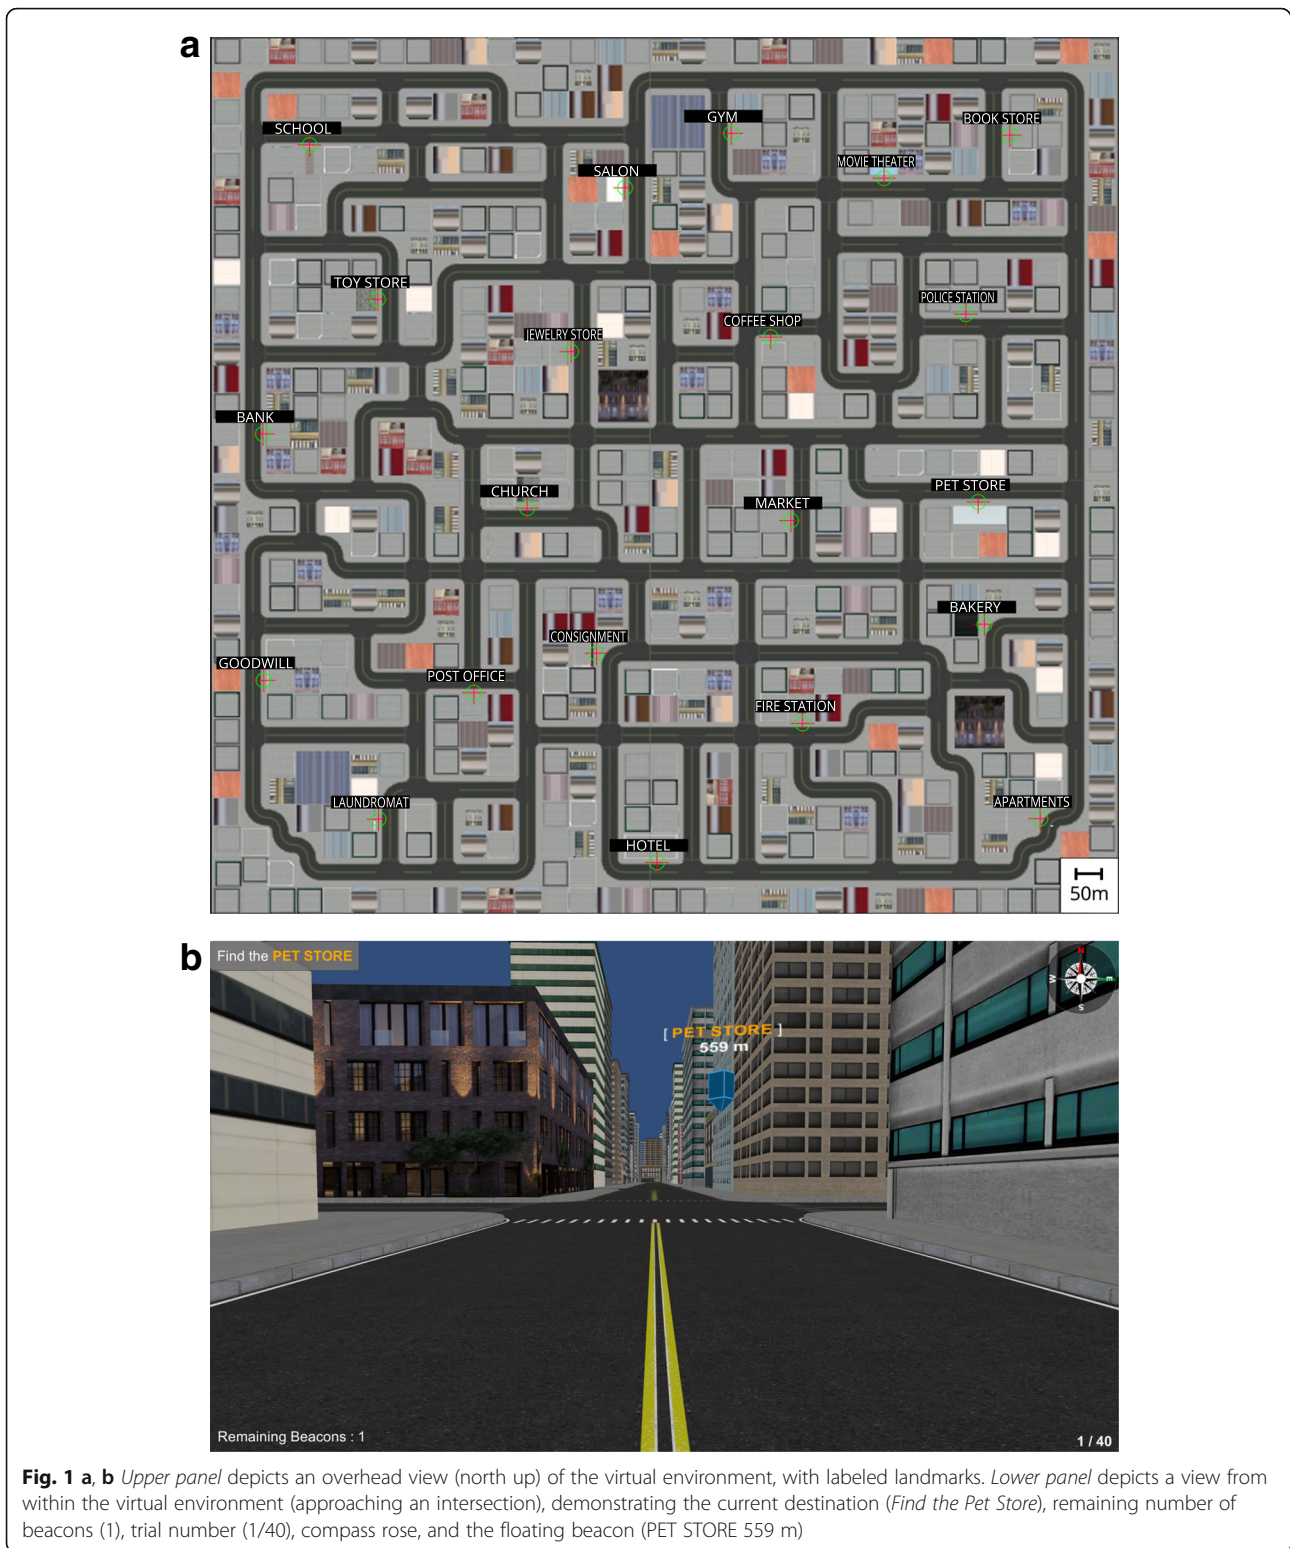 a
SCHOOL
GYM
BOOK STORE
MOVIE THEATER
SALON
TOY STORE
POLICE STATION
COFFEE SHOP
JEWELRY STORE
BANK
CHURCH
PET STORE
MARKET
BAKERY
CONSIGNMENT
GOODWILL
POST OFFICE
FIRE STATION
LAUNDROMAT
APARTMENTS
HOTEL
50m
b
Find the PET STORE
N
W
E
S
[ PET STORE ]
559 m
Remaining Beacons : 1
1 / 40
Fig. 1 a, b Upper panel depicts an overhead view (north up) of the virtual environment, with labeled landmarks. Lower panel depicts a view from
within the virtual environment (approaching an intersection), demonstrating the current destination (Find the Pet Store), remaining number of
beacons (1), trial number (1/40), compass rose, and the floating beacon (PET STORE 559 m)